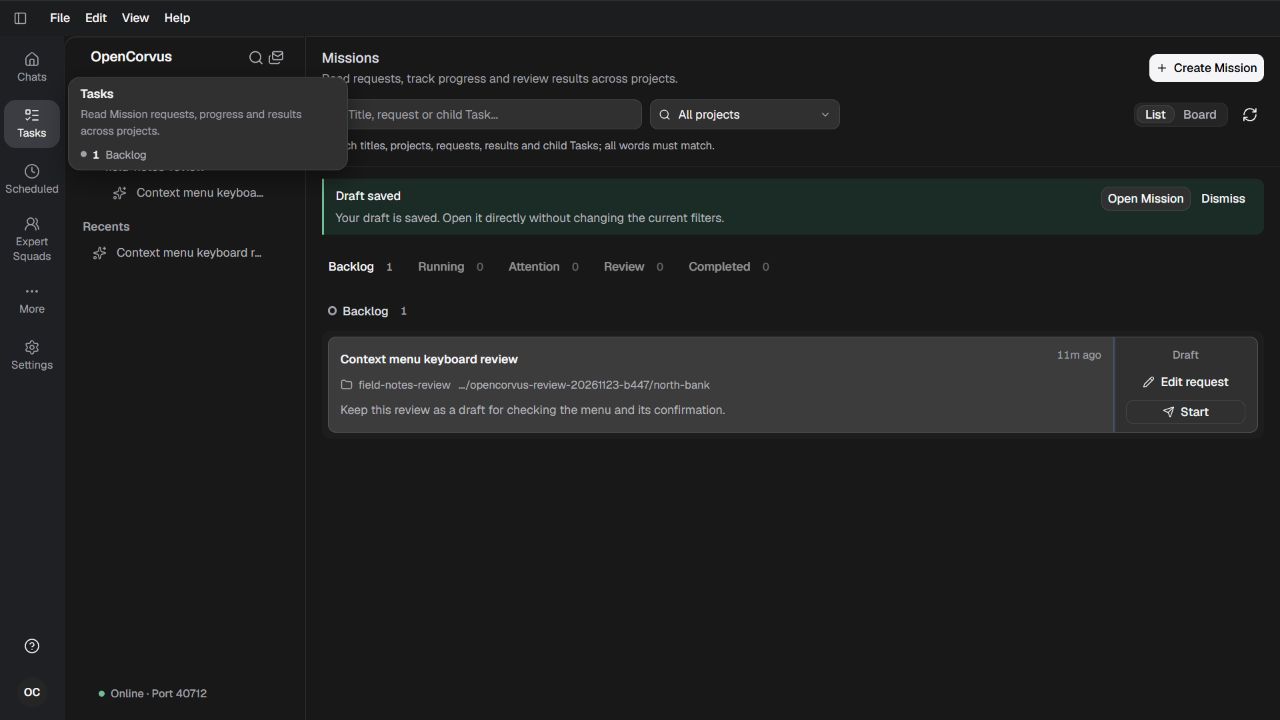 File Edit View Help
Chats
Tasks
Scheduled
Expert
Squads
More
Settings
OC
OpenCorvus
Tasks
Read Mission requests, progress and results
across projects.
1 Backlog
Context menu keyboa...
Recents
Context menu keyboard r...
Online · Port 40712
Missions
Read requests, track progress and review results across projects.
Create Mission
Title, request or child Task...
All projects
List Board
titles, projects, requests, results and child Tasks; all words must match.
Draft saved
Your draft is saved. Open it directly without changing the current filters.
Open Mission Dismiss
Backlog 1 Running 0 Attention 0 Review 0 Completed 0
Backlog 1
Context menu keyboard review
11m ago
field-notes-review .../opencorvus-review-20261123-b447/north-bank
Keep this review as a draft for checking the menu and its confirmation.
Draft
Edit request
Start